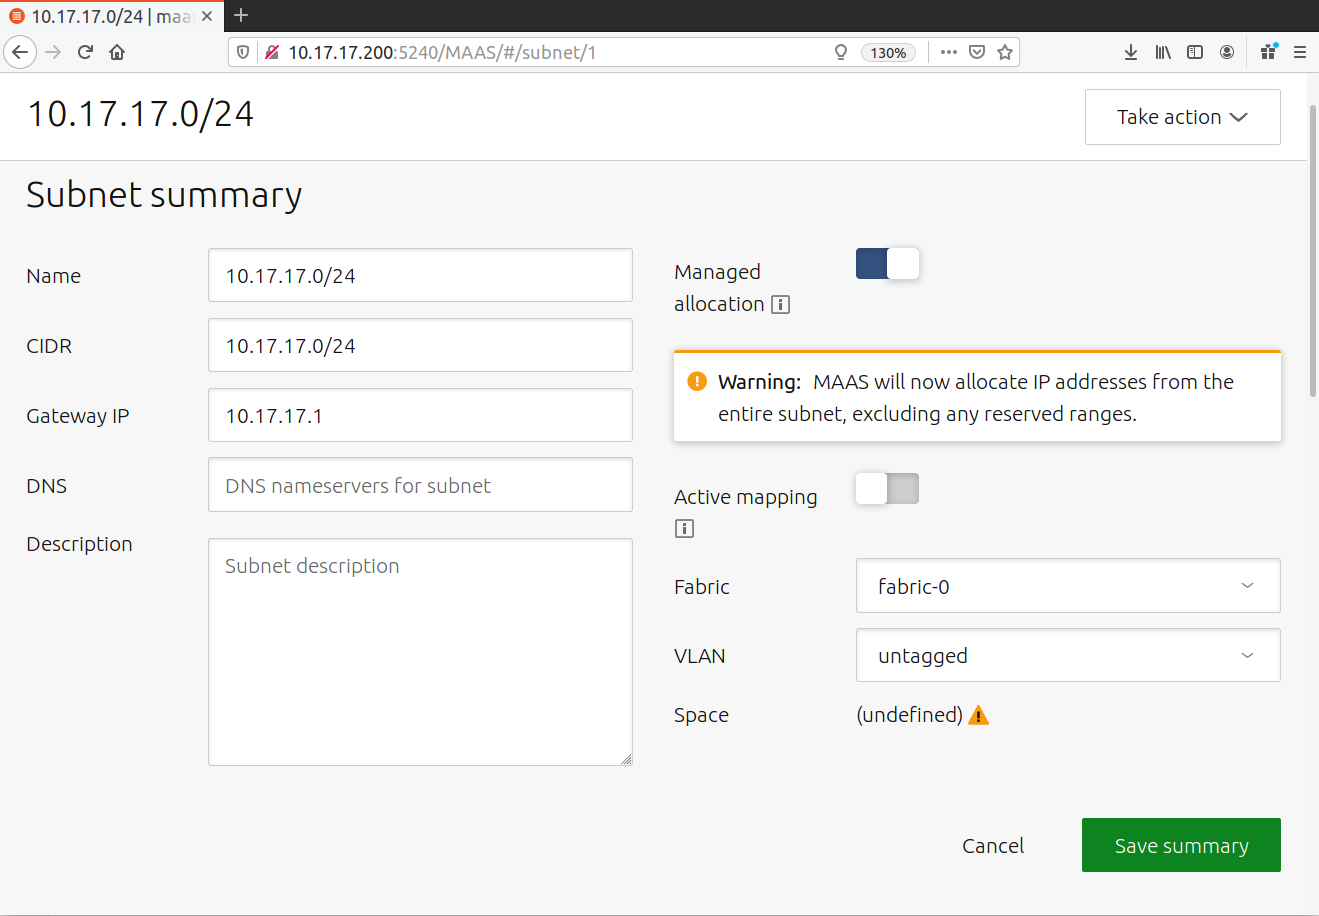 10.17.17.0/24 | maa
10.17.17.200:5240/MAAS/#/subnet/1
130%
10.17.17.0/24
Take action
Subnet summary
Name
10.17.17.0/24
CIDR
10.17.17.0/24
Gateway IP
10.17.17.1
DNS
DNS nameservers for subnet
Description
Subnet description
Managed
allocation
Warning: MAAS will now allocate IP addresses from the
entire subnet, excluding any reserved ranges.
Active mapping
Fabric
fabric-0
VLAN
untagged
Space
(undefined)
Cancel
Save summary